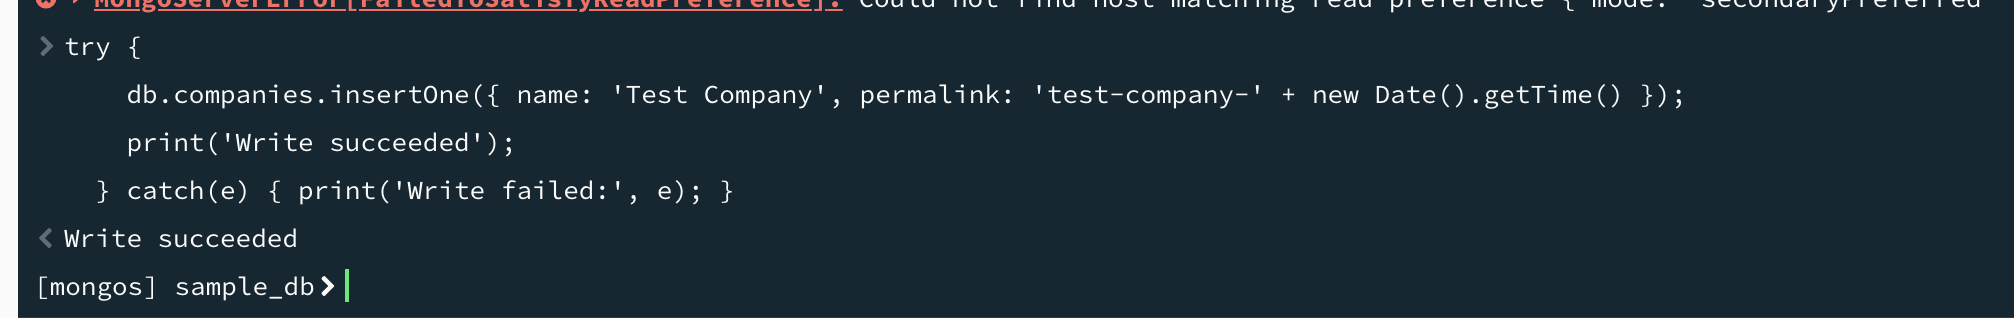 MongoServerError[FailedToSatisfyReadPreference]: Could not find host matching read preference { mode: "secondaryPreferred"
> try {
db.companies.insertOne({ name: 'Test Company', permalink: 'test-company-' + new Date().getTime() });
print('Write succeeded');
} catch(e) { print('Write failed:', e); }
< Write succeeded
[mongos] sample_db>